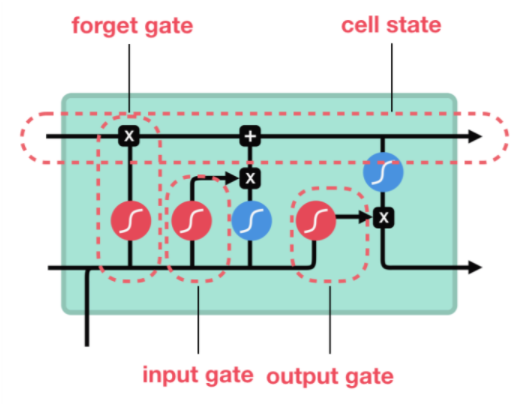 forget gate
cell state
X
+
X
X
input gate
output gate